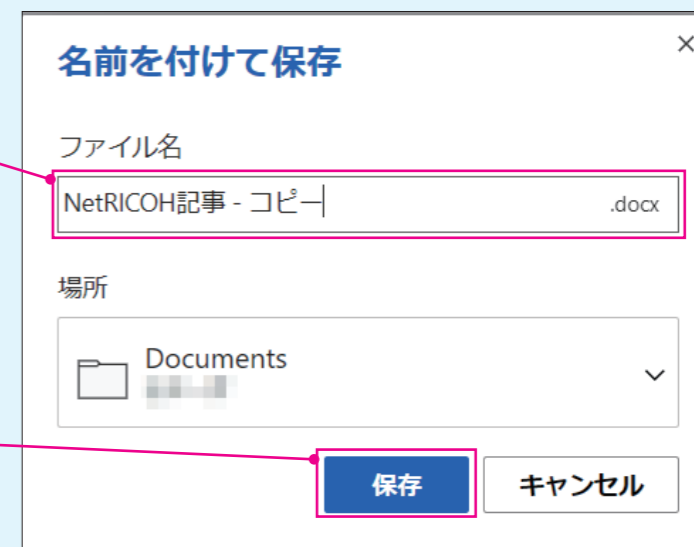 名前を付けて保存
ファイル名
NetRICOH記事 - コピー .docx
場所
Documents
保存 キャンセル